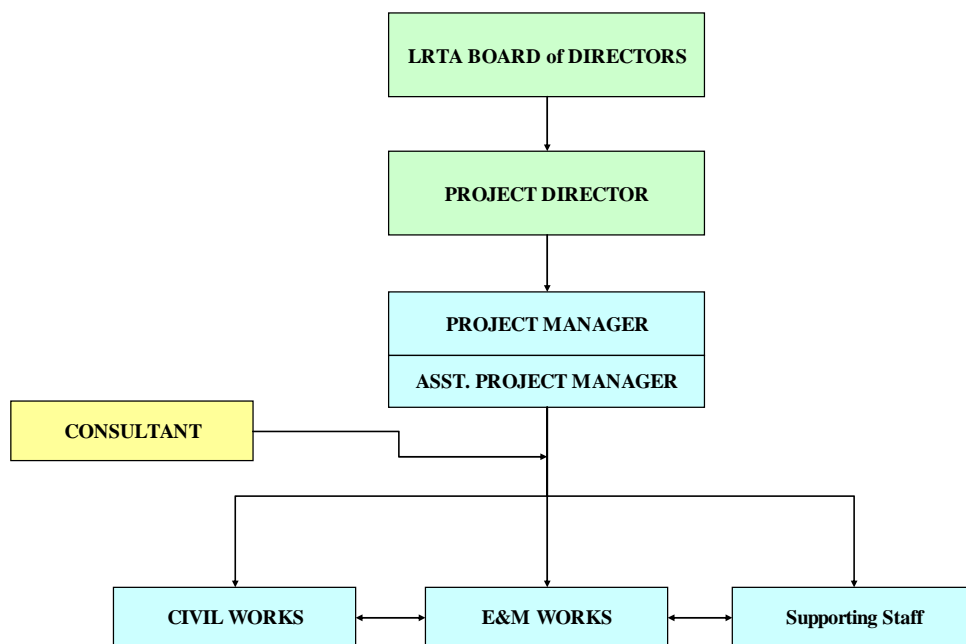 LRTA BOARD of DIRECTORS
PROJECT DIRECTOR
PROJECT MANAGER
ASST. PROJECT MANAGER
CONSULTANT
CIVIL WORKS
E&M WORKS
Supporting Staff